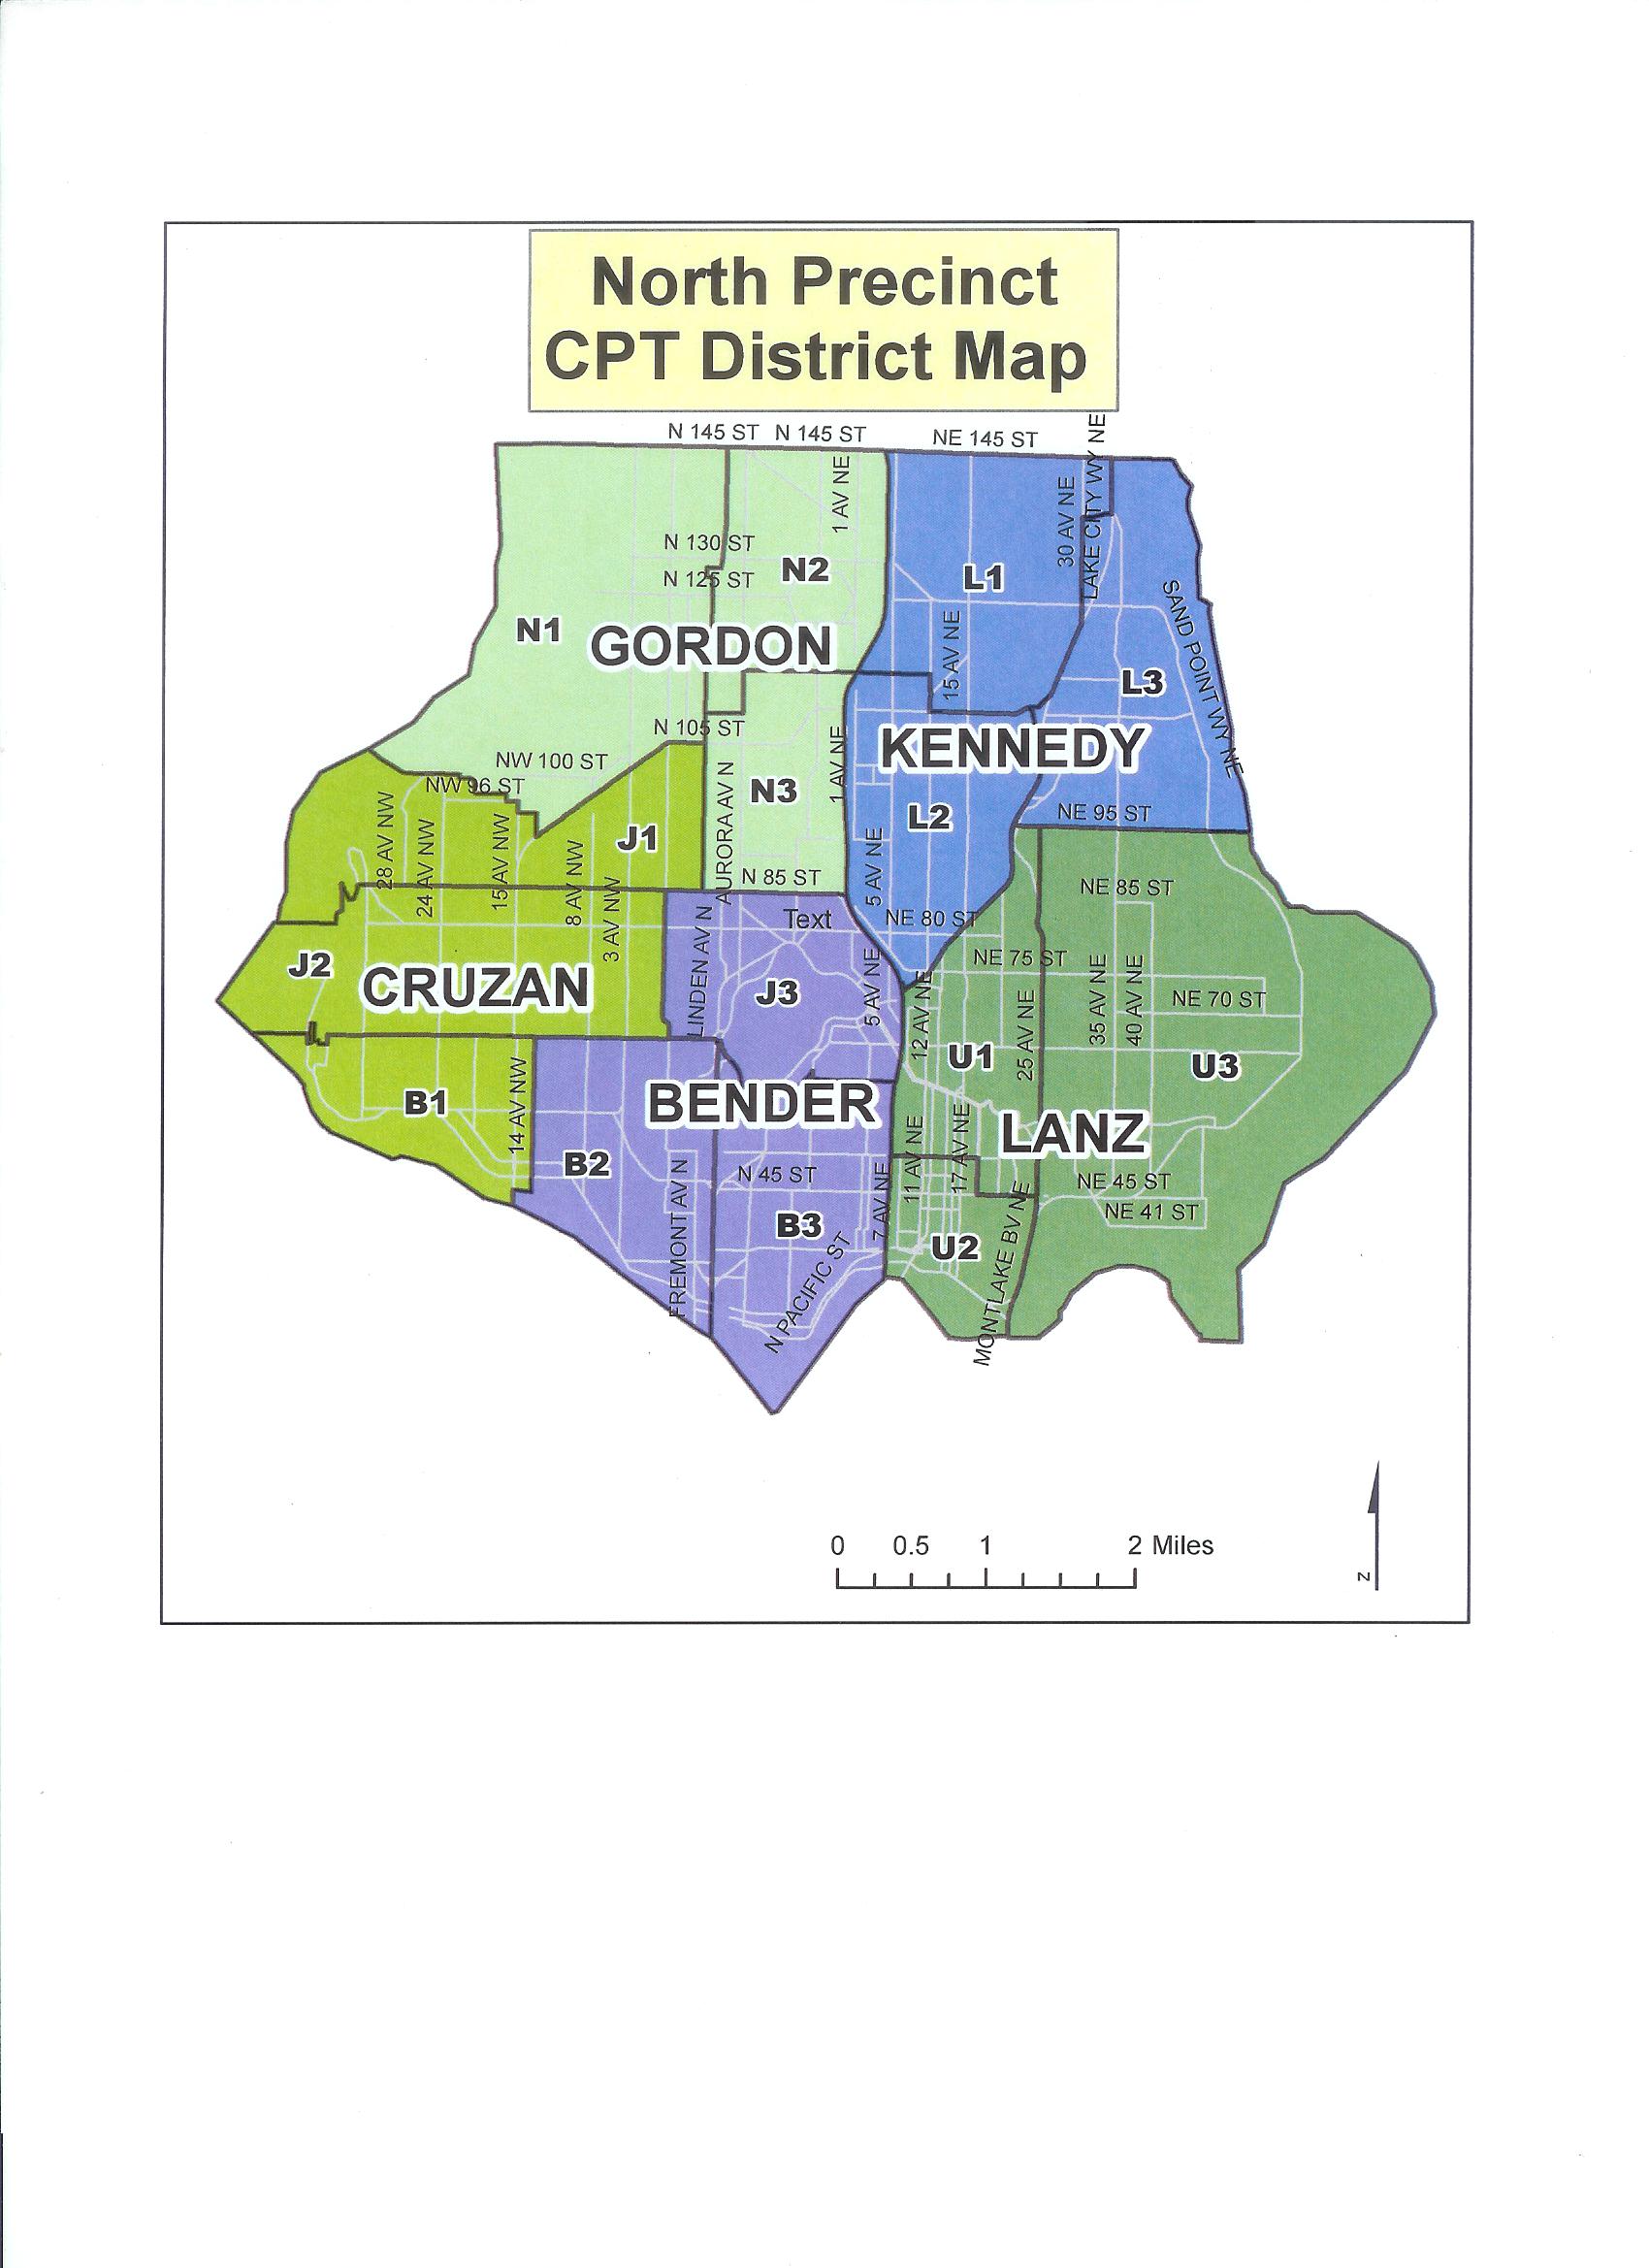 North Precinct
CPT District Map
N 145 ST
N 145 ST
NE 145 ST
LAKE CITY WY NE
1 AV NE
30 AV NE
N 130 ST
N2
N 125 ST
L1
SAND POINT WY NE
N1
GORDON
15 AV NE
L3
N 105 ST
KENNEDY
NW 100 ST
1 AV NE
NW 96 ST
AURORA AV N
N3
L2
NE 95 ST
28 AV NW
24 AV NW
15 AV NW
8 AV NW
J1
5 AV NE
N 85 ST
NE 85 ST
3 AV NW
LINDEN AV N
Text
NE 80 ST
J2
CRUZAN
J3
5 AV NE
12 AV NE
NE 75 ST
25 AV NE
35 AV NE
40 AV NE
NE 70 ST
U1
U3
B1
14 AV NW
BENDER
11 AV NE
17 AV NE
LANZ
B2
FREMONT AV N
N 45 ST
7 AV NE
NE 45 ST
NE 41 ST
B3
N PACIFIC ST
U2
MONTLAKE BV NE
0 0.5 1 2 Miles
N